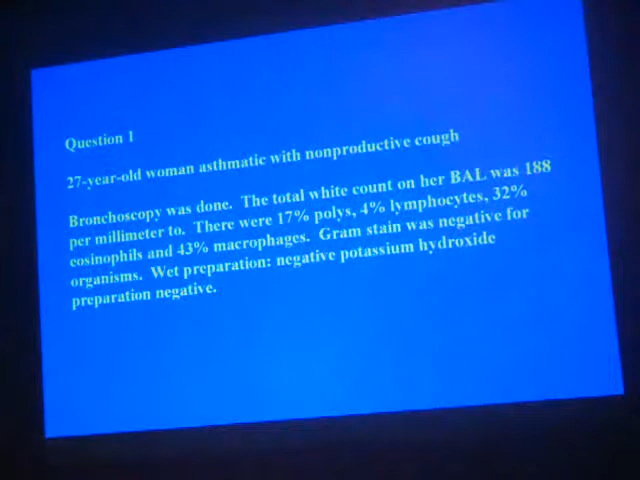 Question 1
27-year-old woman asthmatic with nonproductive cough
Bronchoscopy was done. The total white count on her BAL was 188
per millimeter to. There were 17% polys, 4% lymphocytes, 32%
eosinophils and 43% macrophages. Gram stain was negative for
organisms. Wet preparation: negative potassium hydroxide
preparation negative.